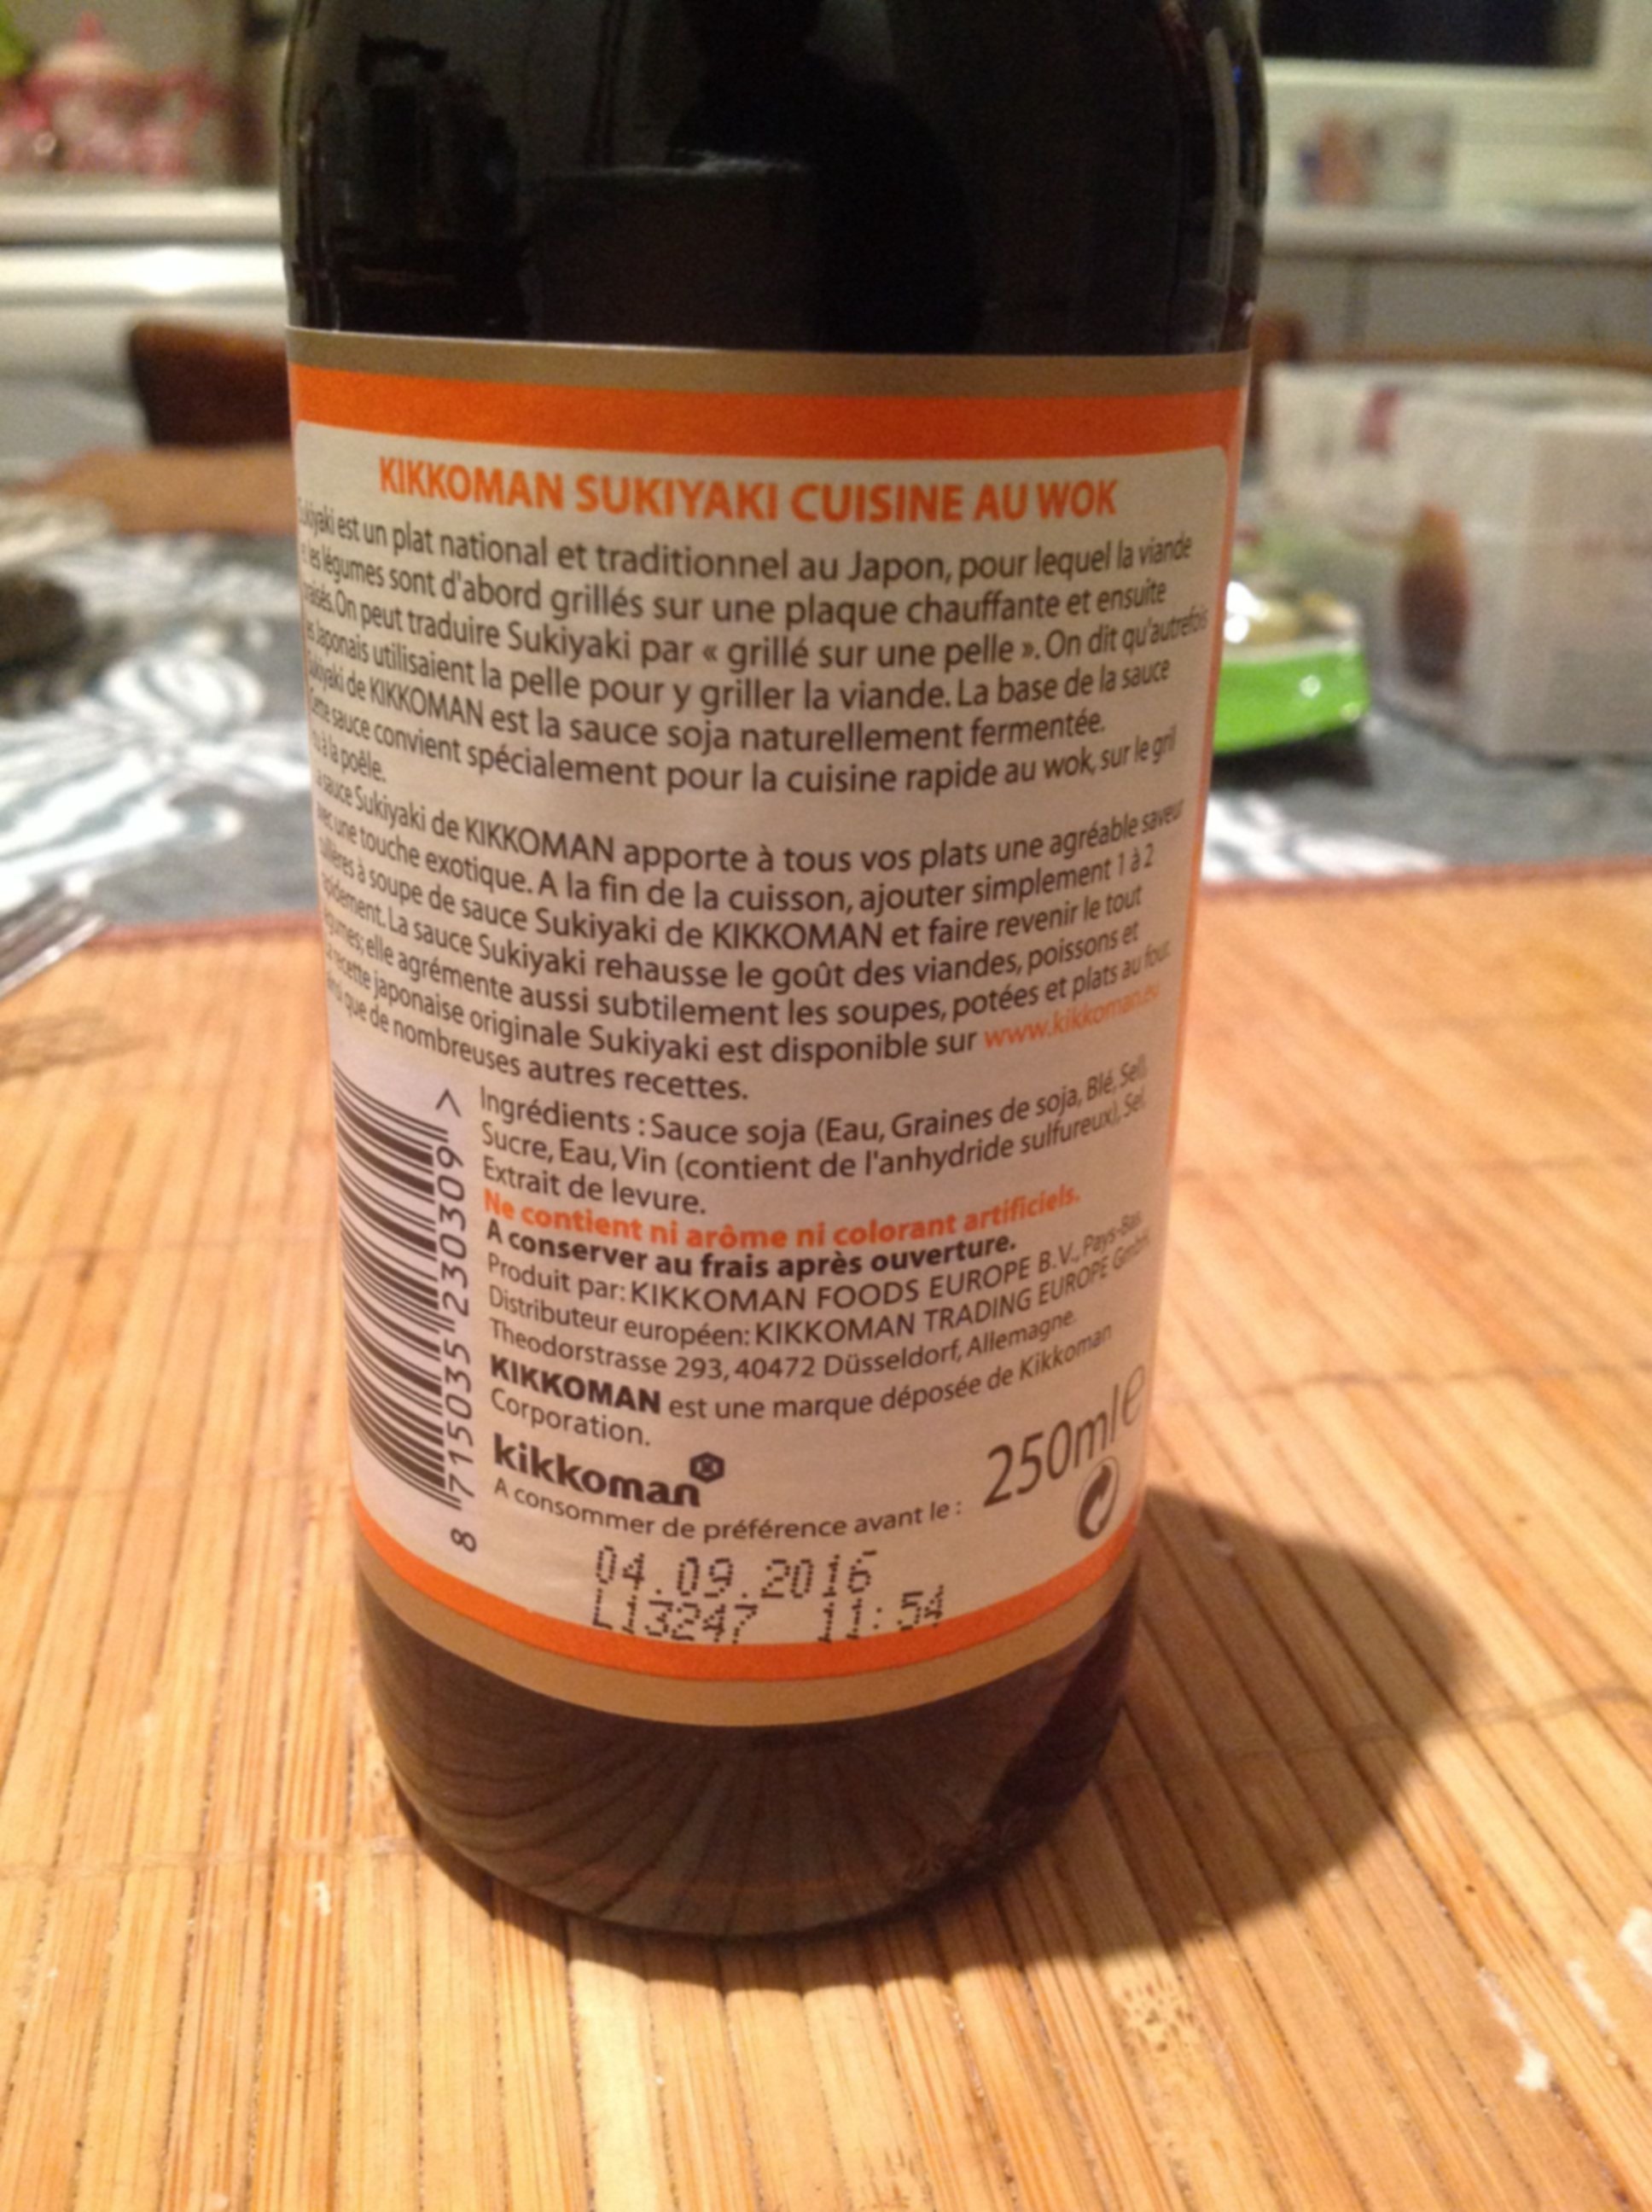 KIKKOMAN SUKIYAKI CUISINE AU WOK
Sukiyaki est un plat national et traditionnel au Japon, pour lequel la viande
les légumes sont d'abord grillés sur une plaque chauffante et ensuite
On peut traduire Sukiyaki par « grillé sur une pelle ». On dit qu'autrefois
Japonais utilisaient la pelle pour y griller la viande. La base de la sauce
Sukiyaki de KIKKOMAN est la sauce soja naturellement fermentée.
Cette sauce convient spécialement pour la cuisine rapide au wok, sur le gril
à la poêle.
sauce Sukiyaki de KIKKOMAN apporte à tous vos plats une agréable saveur
une touche exotique. A la fin de la cuisson, ajouter simplement 1 à 2
à soupe de sauce Sukiyaki de KIKKOMAN et faire revenir le tout
La sauce Sukiyaki rehausse le goût des viandes, poissons et
légumes; elle agrémente aussi subtilement les soupes, potées et plats au four.
recette japonaise originale Sukiyaki est disponible sur www.kikkoman.eu
que de nombreuses autres recettes.
Ingrédients : Sauce soja (Eau, Graines de soja, Blé, Sel),
Sucre, Eau, Vin (contient de l'anhydride sulfureux), Sel,
Extrait de levure.
Ne contient ni arôme ni colorant artificiels.
A conserver au frais après ouverture.
Produit par: KIKKOMAN FOODS EUROPE B.V., Pays-Bas.
Distributeur européen: KIKKOMAN TRADING EUROPE GmbH,
Theodorstrasse 293, 40472 Düsseldorf, Allemagne.
KIKKOMAN est une marque déposée de Kikkoman
Corporation.
kikkoman
250ml e
A consommer de préférence avant le :
04.09.2016
L13247 11:54
8 715035 230309 >